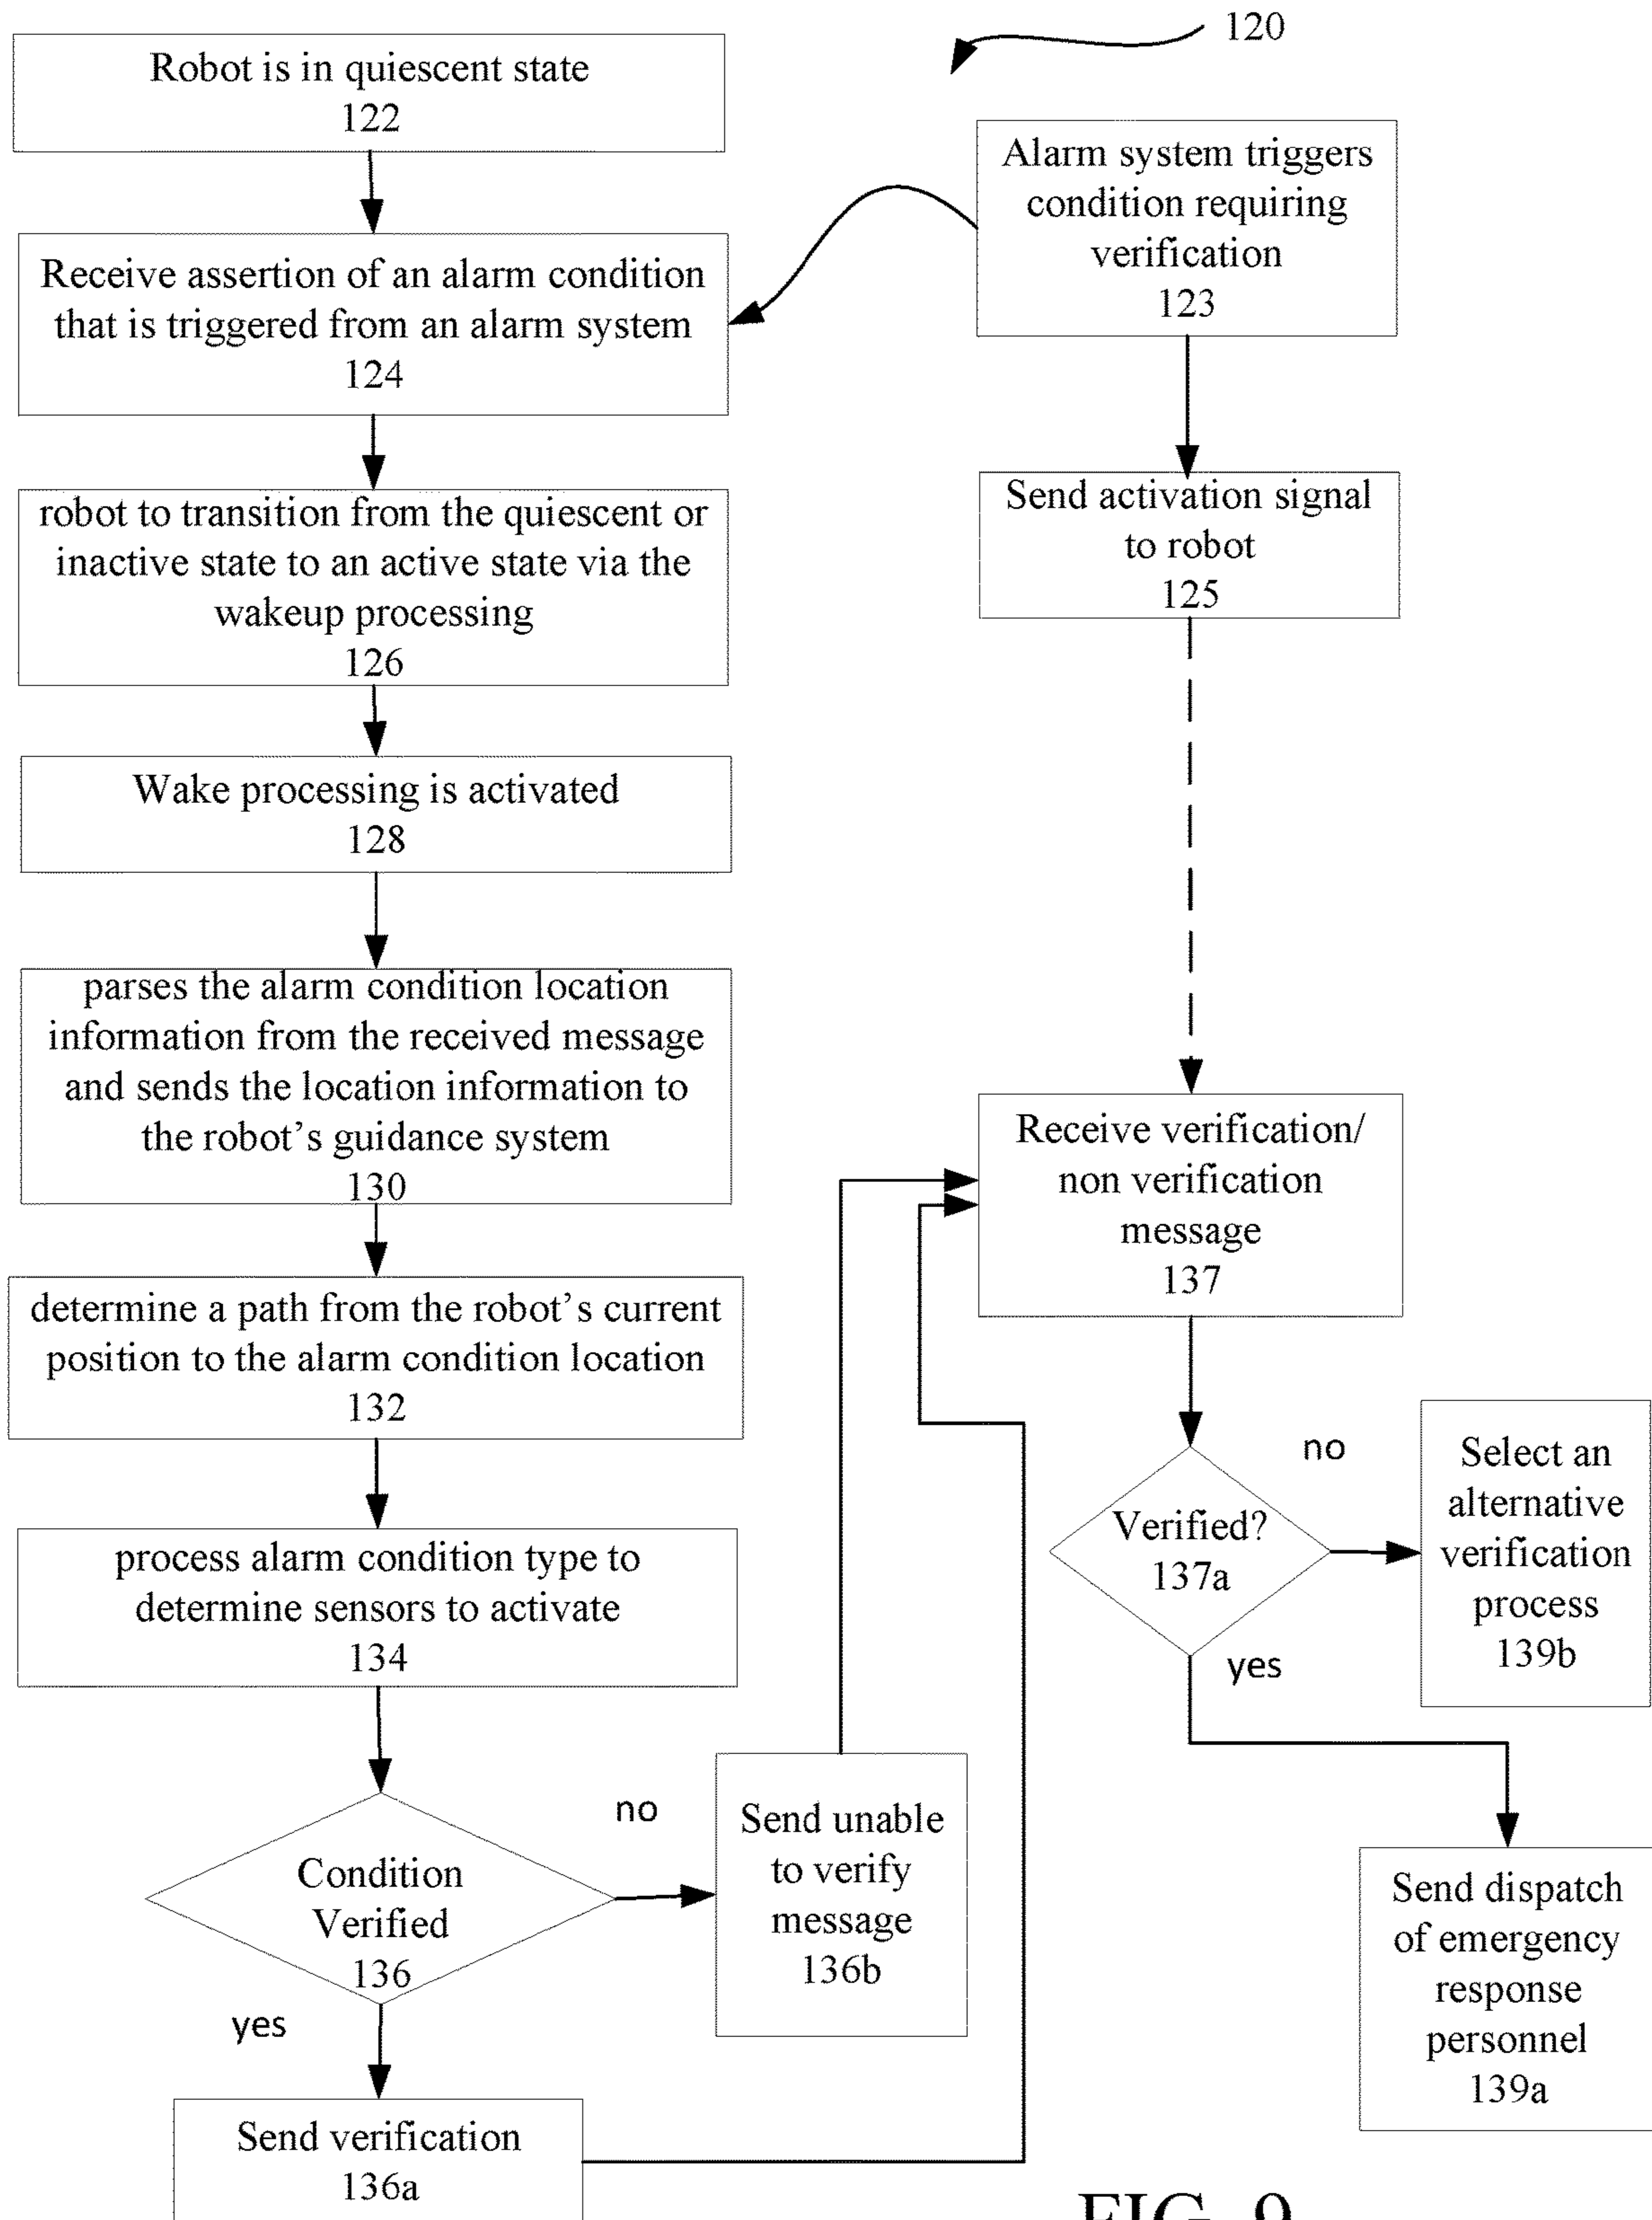 120
Robot is in quiescent state
122
Alarm system triggers
condition requiring
verification
123
Receive assertion of an alarm condition
that is triggered from an alarm system
124
Send activation signal
to robot
125
robot to transition from the quiescent or
inactive state to an active state via the
wakeup processing
126
Wake processing is activated
128
parses the alarm condition location
information from the received message
and sends the location information to
the robot's guidance system
130
Receive verification/
non verification
message
137
determine a path from the robot's current
position to the alarm condition location
132
Verified?
137a
no
yes
Select an
alternative
verification
process
139b
process alarm condition type to
determine sensors to activate
134
Condition
Verified
136
no
yes
Send unable
to verify
message
136b
Send dispatch
of emergency
response
personnel
139a
Send verification
136a
FIG. 9